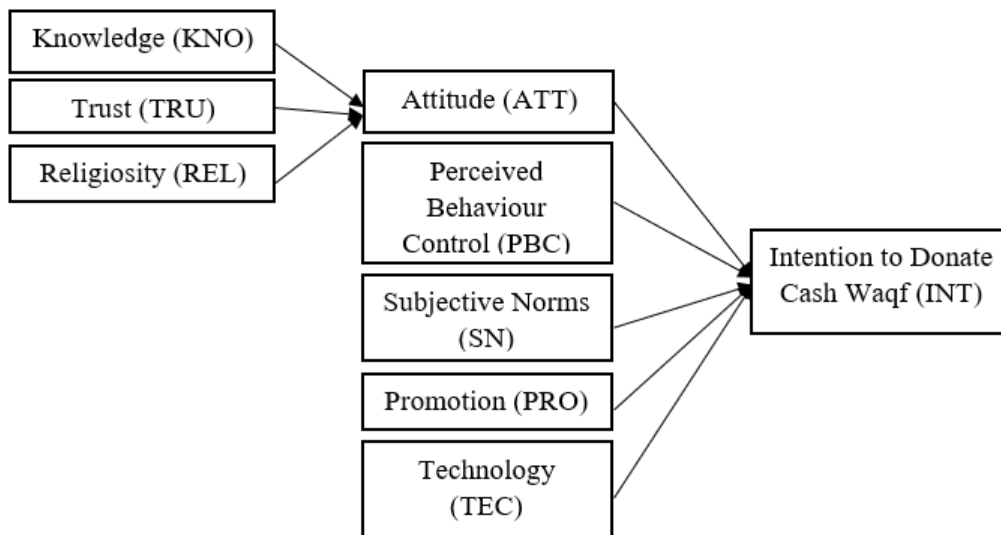 Knowledge (KNO)
Trust (TRU)
Religiosity (REL)
Attitude (ATT)
Perceived
Behaviour
Control (PBC)
Subjective Norms
(SN)
Promotion (PRO)
Technology
(TEC)
Intention to Donate
Cash Waqf (INT)